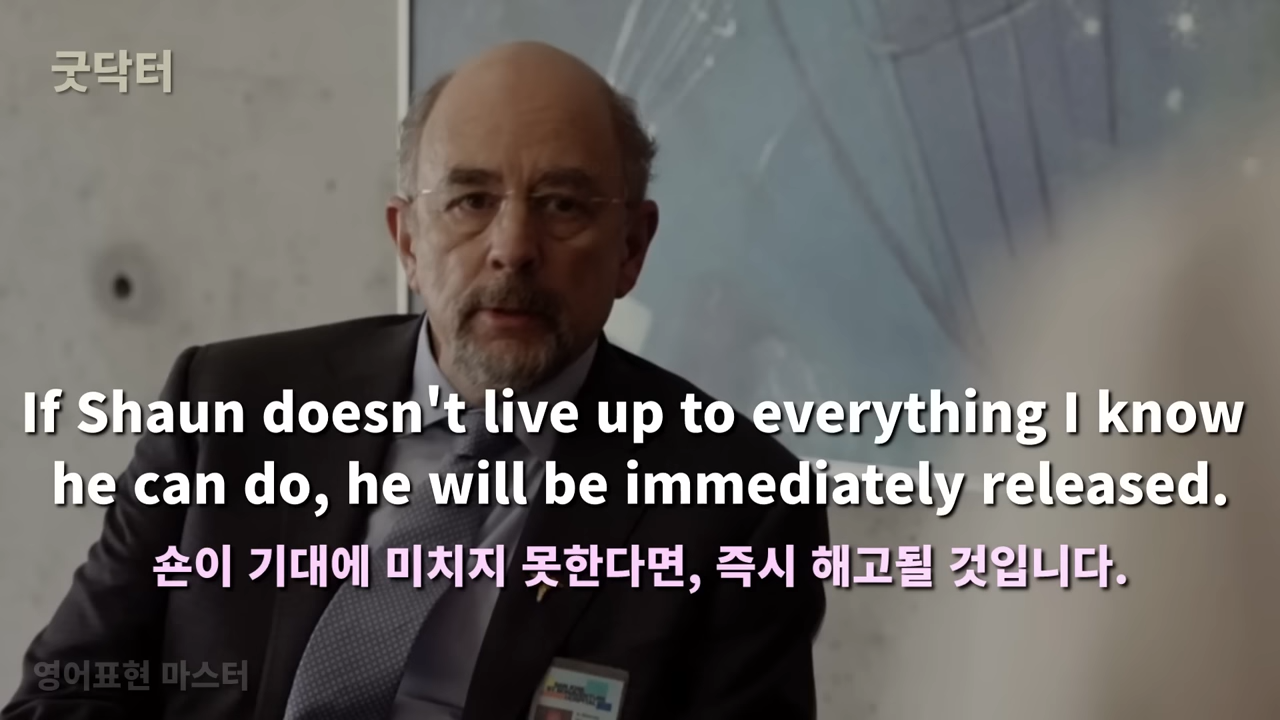 굿닥터
If Shaun doesn't live up to everything I know
he can do, he will be immediately released.
숀이 기대에 미치지 못한다면, 즉시 해고될 것입니다.
영어표현 마스터